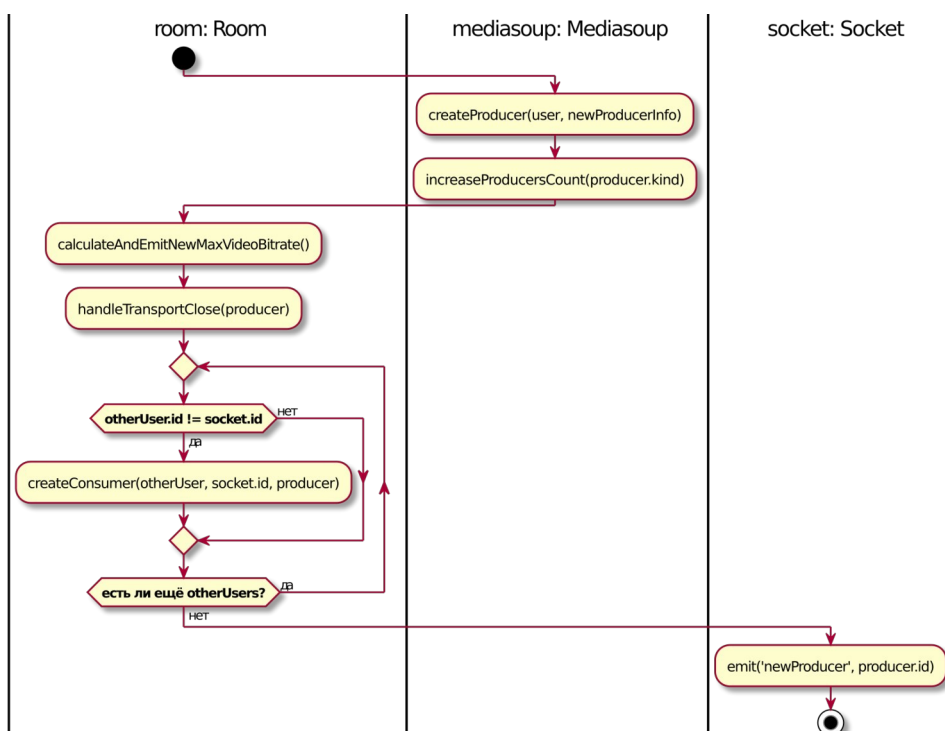 room: Room
mediasoup: Mediasoup
socket: Socket
createProducer(user, newProducerInfo)
increaseProducersCount(producer.kind)
calculateAndEmitNewMaxVideoBitrate()
handleTransportClose(producer)
otherUser.id != socket.id
нет
да
createConsumer(otherUser, socket.id, producer)
есть ли ещё otherUsers?
да
нет
emit('newProducer', producer.id)